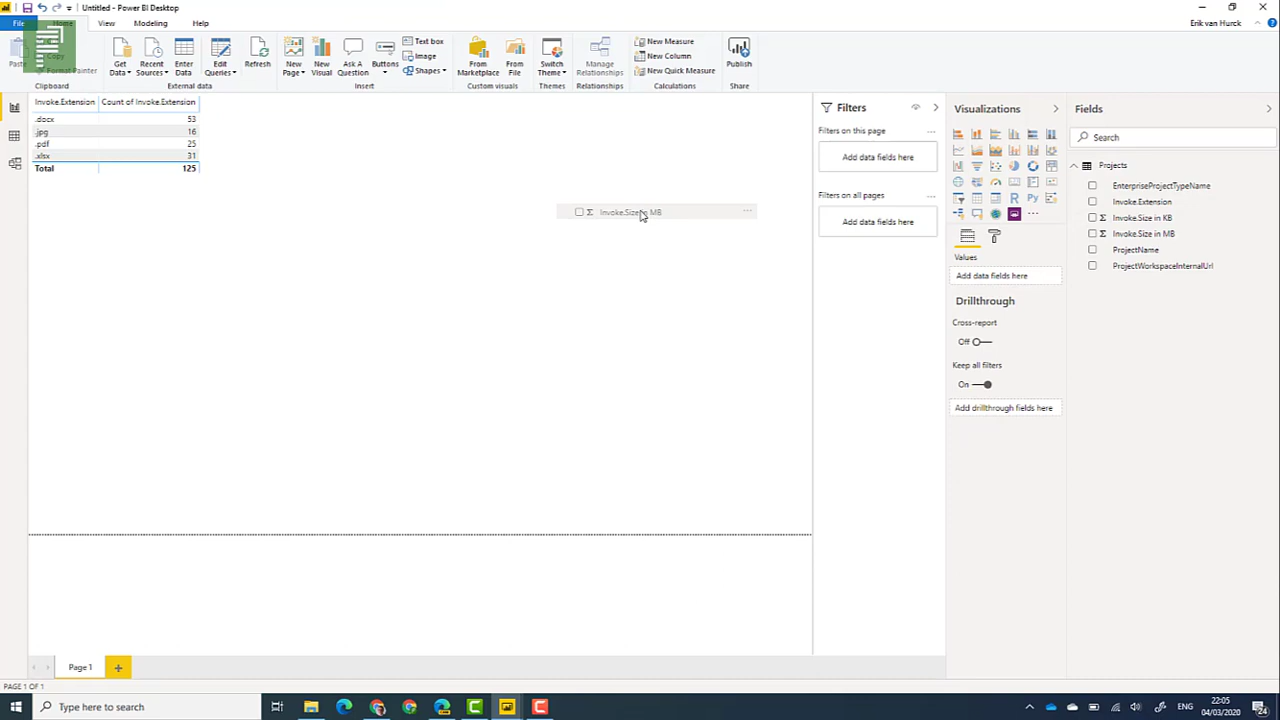 Untitled - Power BI Desktop
Erik van Hurck
File
Home
View
Modeling
Help
Paste
Copy
Format Painter
Clipboard
Get Data
Recent Sources
Enter Data
Edit Queries
Refresh
External data
New Page
New Visual
Ask A Question
Buttons
Text box
Image
Shapes
Insert
From Marketplace
From File
Custom visuals
Switch Theme
Themes
Manage Relationships
Relationships
New Measure
New Column
New Quick Measure
Calculations
Publish
Share
Invoke.Extension Count of Invoke.Extension
.docx 53
.jpg 16
.pdf 25
.xlsx 31
Total 125
Σ Invoke.Size in MB
Filters
Filters on this page
Add data fields here
Filters on all pages
Add data fields here
Visualizations
R
Py
Values
Add data fields here
Drillthrough
Cross-report
Off
Keep all filters
On
Add drillthrough fields here
Fields
Search
Projects
EnterpriseProjectTypeName
Invoke.Extension
Σ Invoke.Size in KB
Σ Invoke.Size in MB
ProjectName
ProjectWorkspaceInternalUrl
Page 1
PAGE 1 OF 1
Type here to search
ENG
22:05
04/03/2020
24